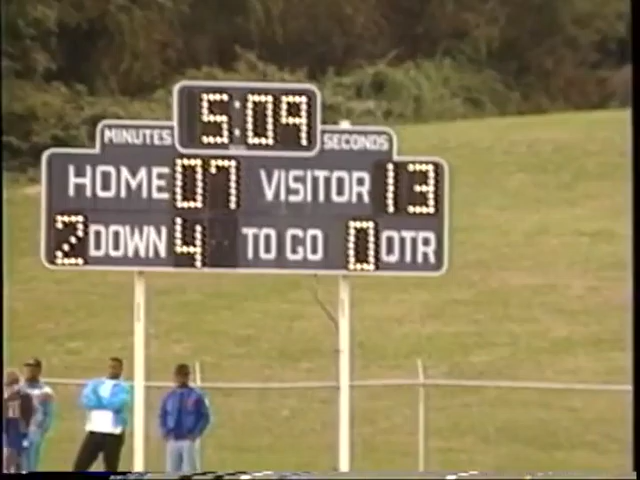 5:09
MINUTES SECONDS
HOME 07 VISITOR 13
2 DOWN 4 TO GO 0 QTR